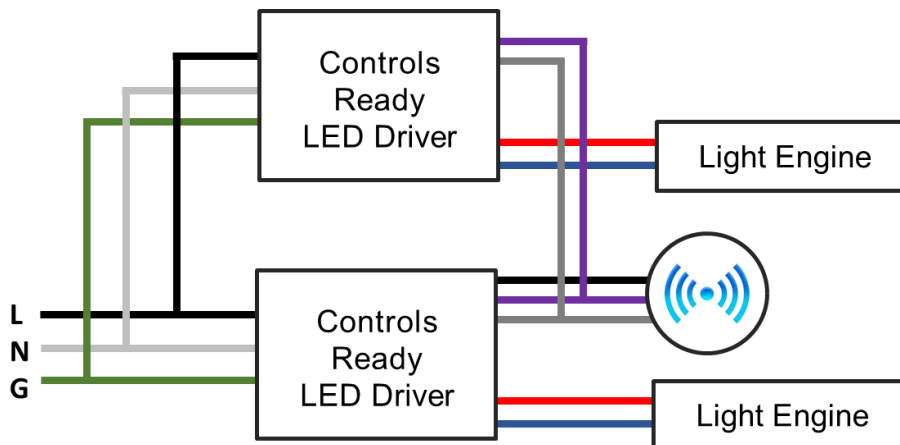 Controls
Ready
LED Driver
Light Engine
L
N
G
Controls
Ready
LED Driver
Light Engine